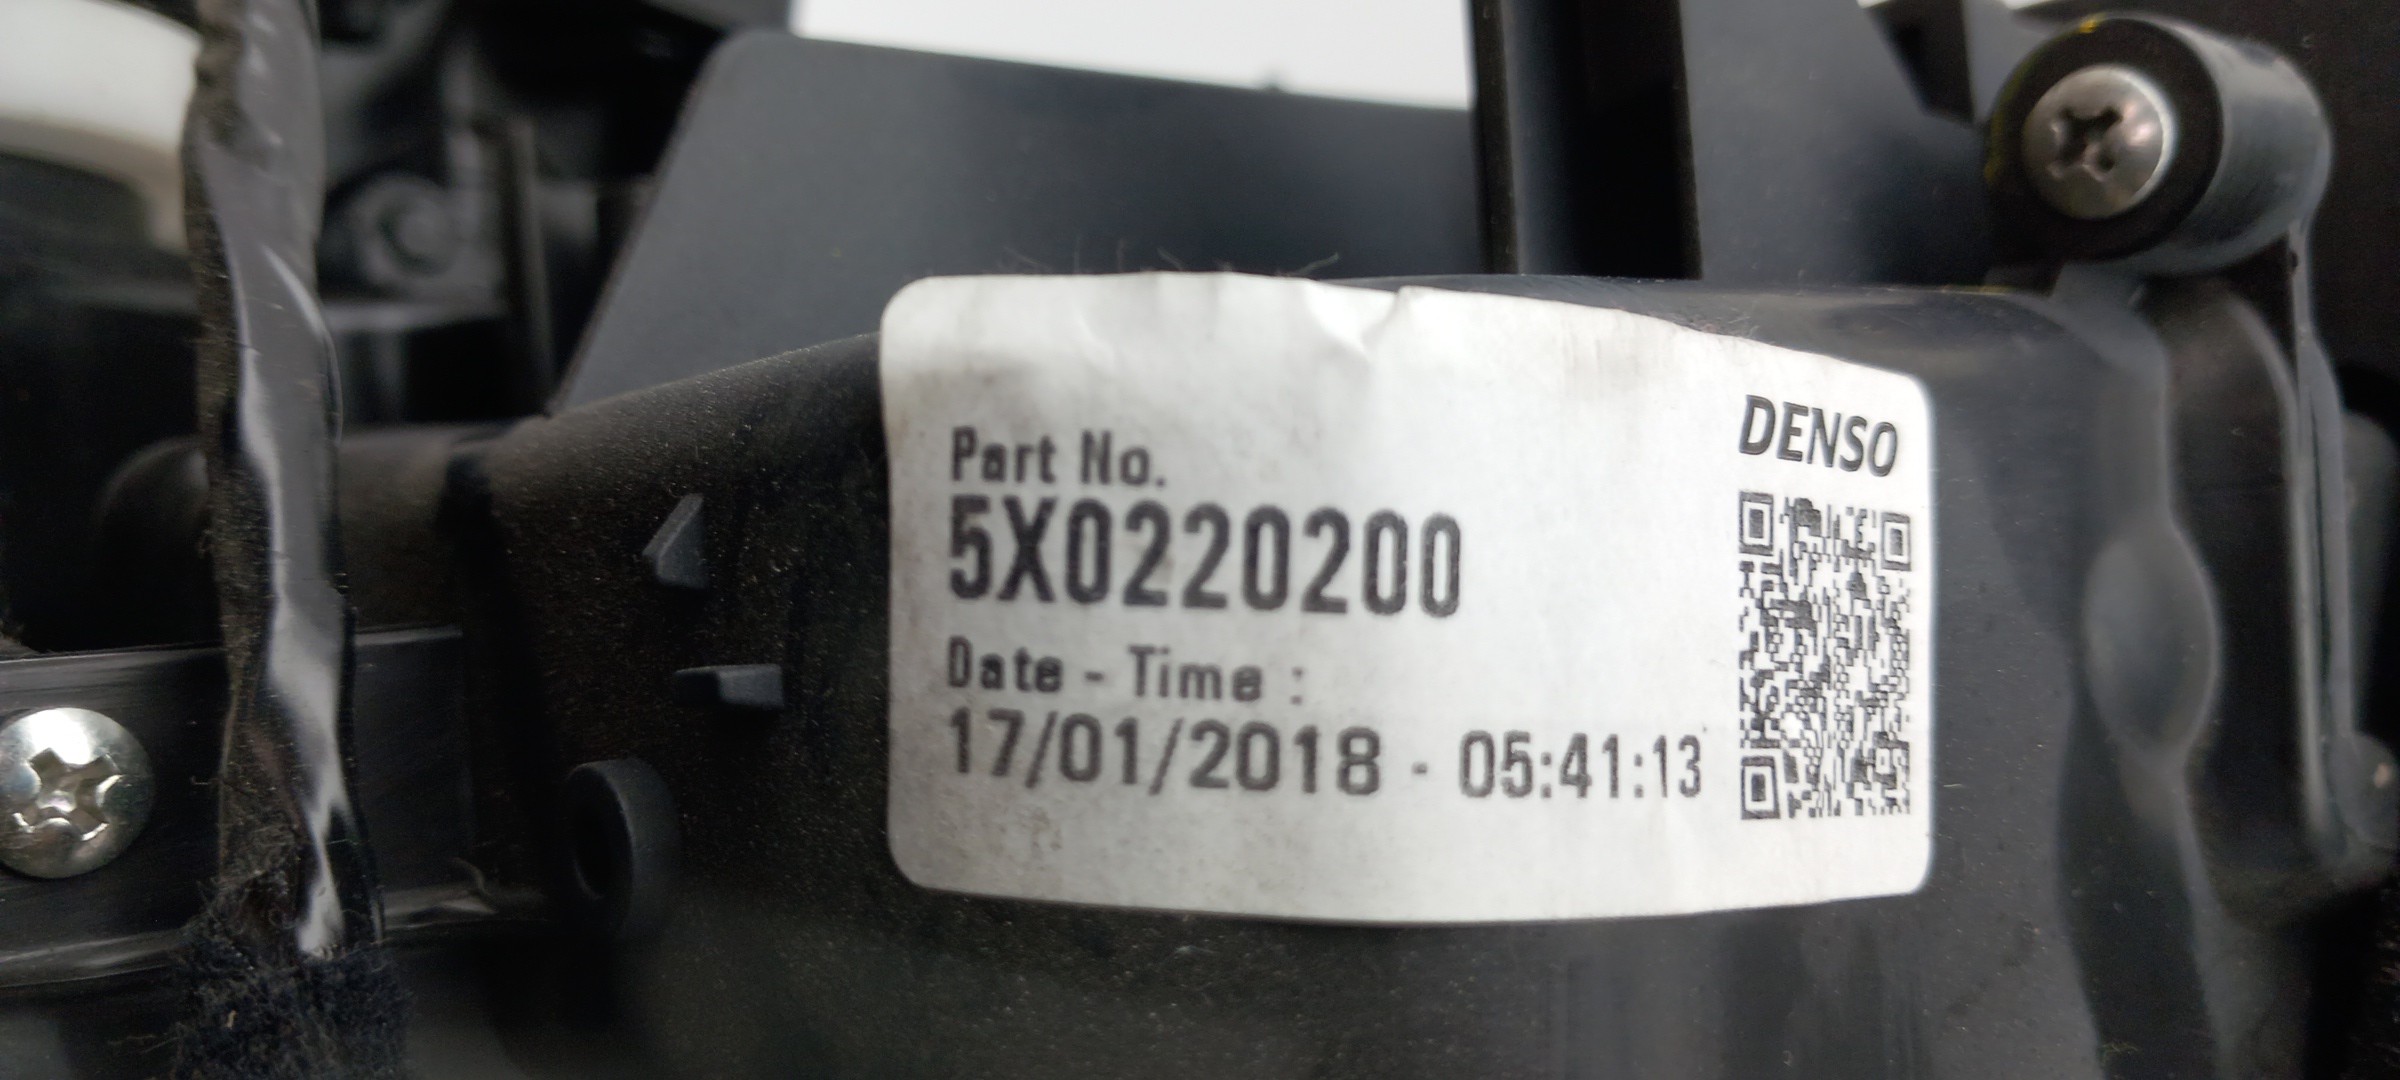 DENSO
Part No.
5X0220200
Date - Time :
17/01/2018 - 05:41:13